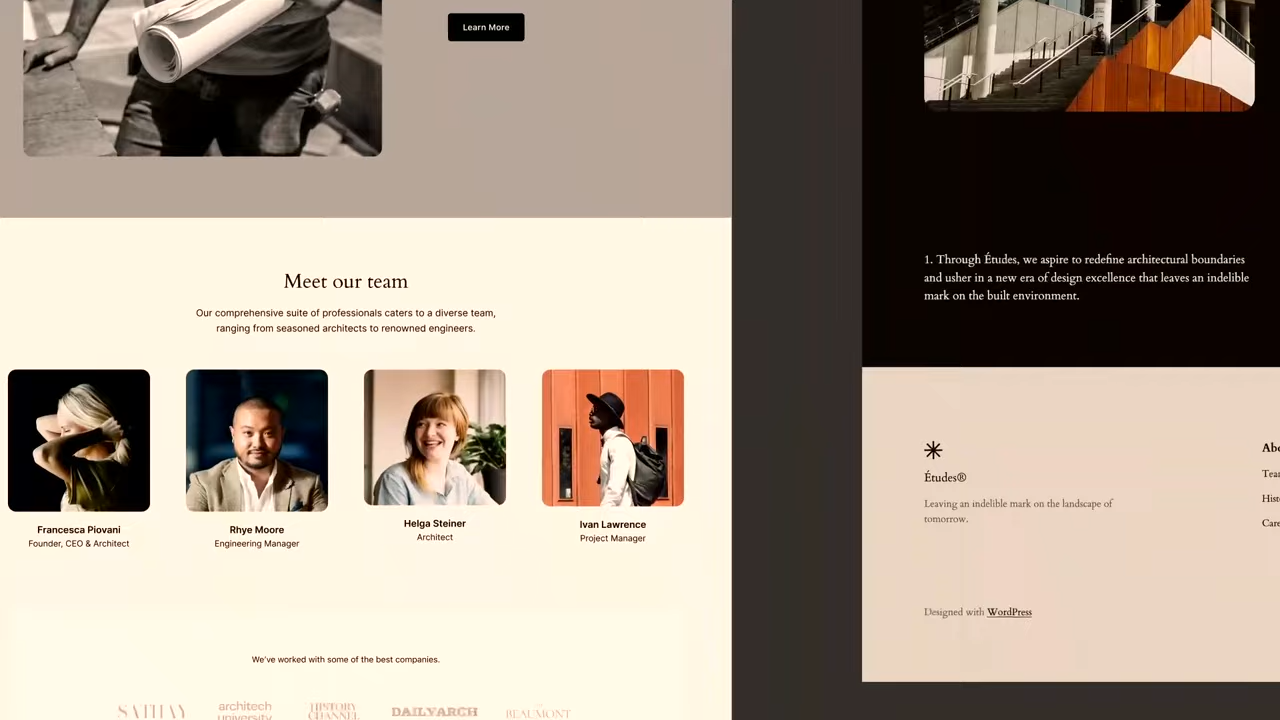 Learn More
Meet our team
Our comprehensive suite of professionals caters to a diverse team,
ranging from seasoned architects to renowned engineers.
Francesca Piovani
Founder, CEO & Architect
Rhye Moore
Engineering Manager
Helga Steiner
Architect
Ivan Lawrence
Project Manager
We've worked with some of the best companies.
architech
university
HISTORY
CHANNEL
DAILYARCH
BEAUMONT
1. Through Études, we aspire to redefine architectural boundaries
and usher in a new era of design excellence that leaves an indelible
mark on the built environment.
Études®
Leaving an indelible mark on the landscape of
tomorrow.
Designed with WordPress